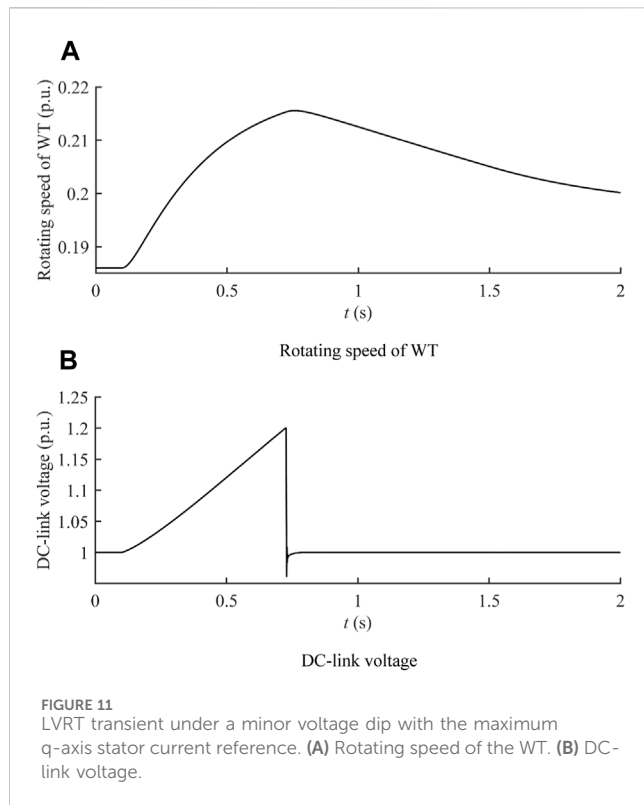 A
0.22
0.21
0.2
0.19
Rotating speed of WT (p.u.)
0 0.5 1 1.5 2
t (s)
Rotating speed of WT
B
1.25
1.2
1.15
1.1
1.05
1
DC-link voltage (p.u.)
0 0.5 1 1.5 2
t (s)
DC-link voltage
FIGURE 11
LVRT transient under a minor voltage dip with the maximum
q-axis stator current reference. (A) Rotating speed of the WT. (B) DC-
link voltage.